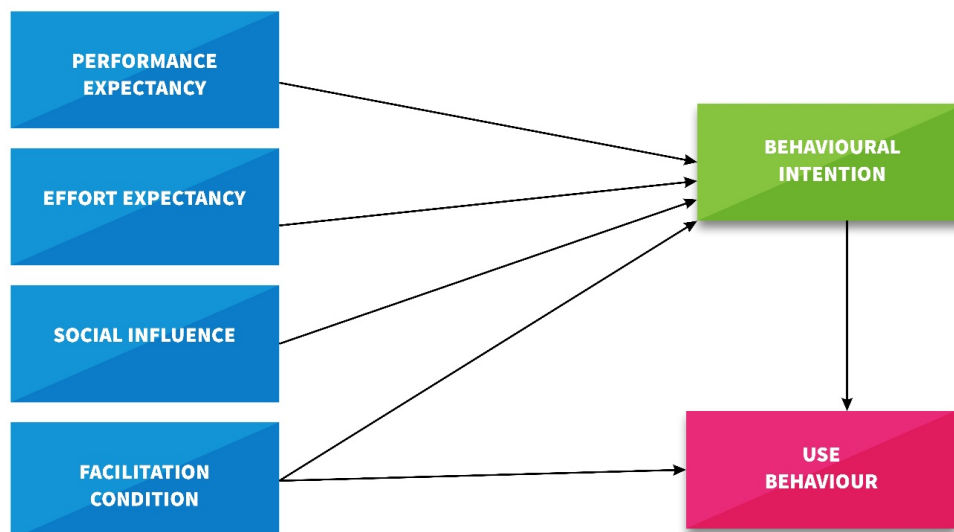 PERFORMANCE
EXPECTANCY
EFFORT EXPECTANCY
SOCIAL INFLUENCE
FACILITATION
CONDITION
BEHAVIOURAL
INTENTION
USE
BEHAVIOUR